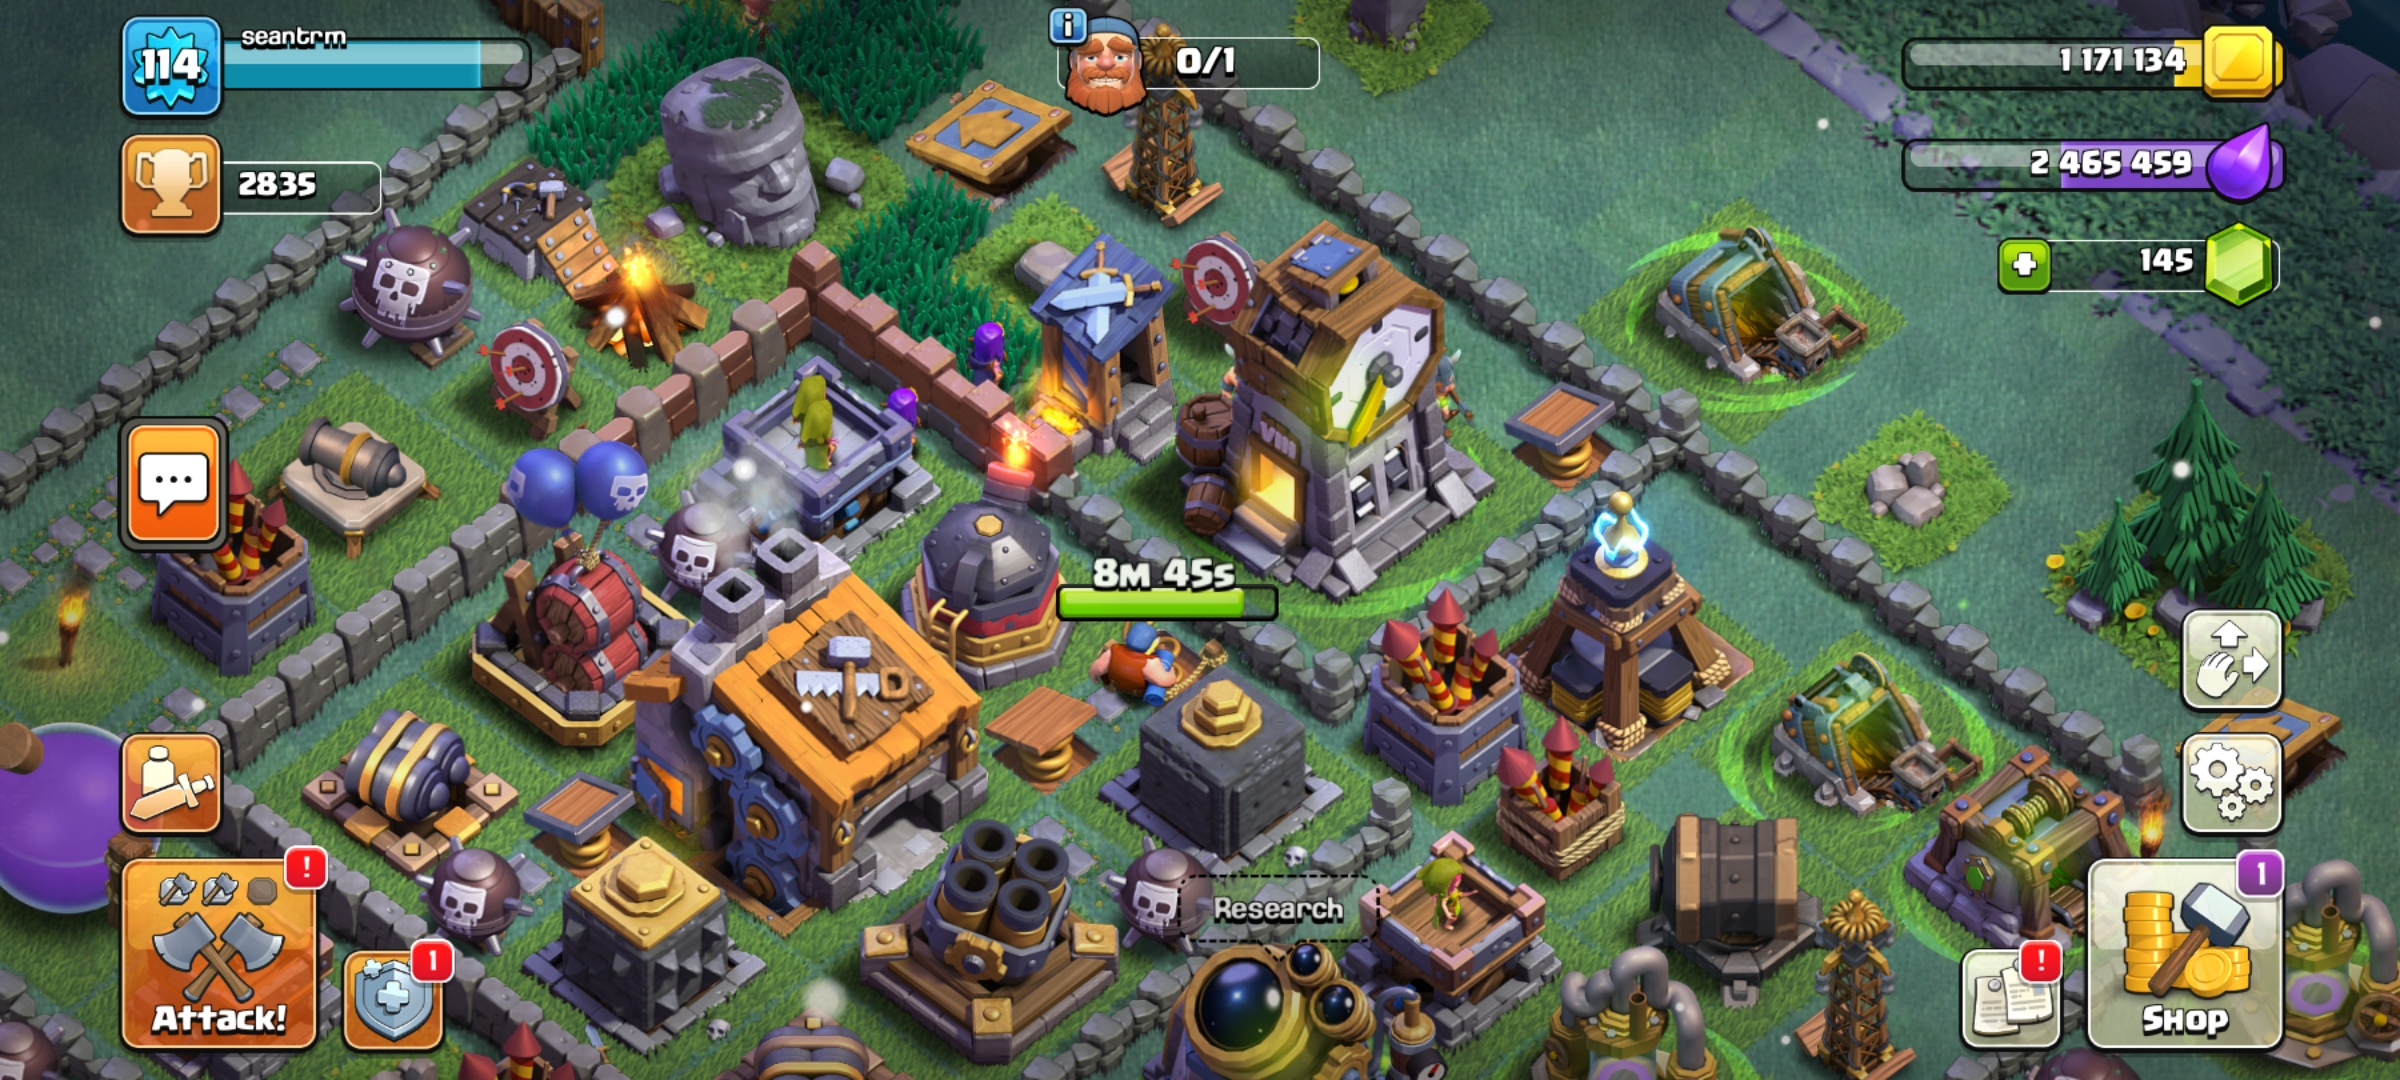 114
seantrm
i
0/1
1 171 134
2835
2 465 459
+
145
VIII
8M 45s
Research
!
1
Attack!
!
1
SHOP